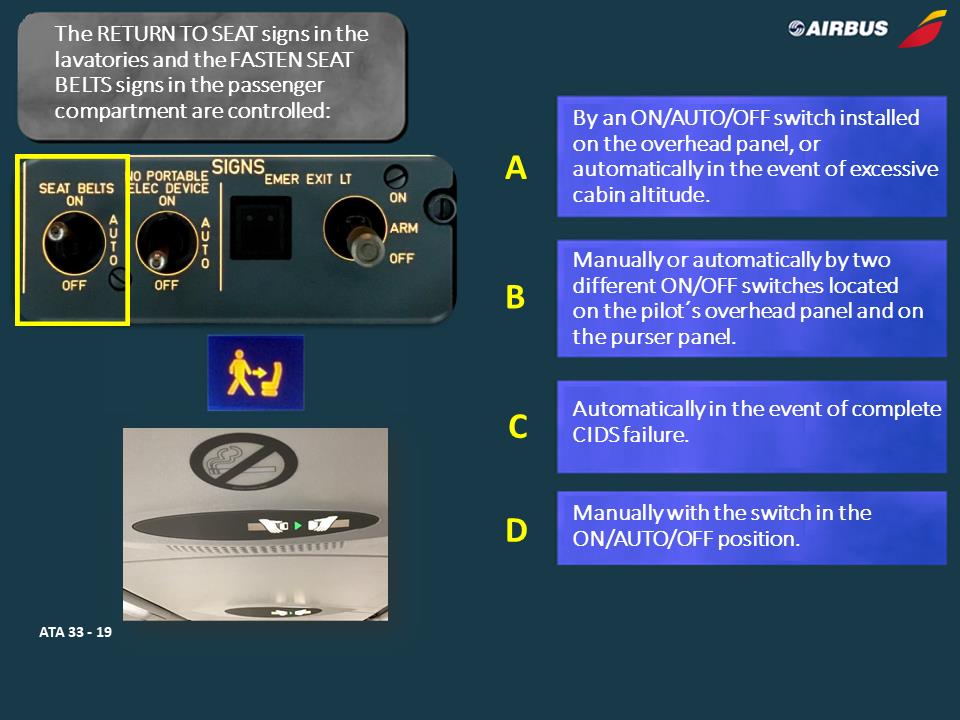 The RETURN TO SEAT signs in the
lavatories and the FASTEN SEAT
BELTS signs in the passenger
compartment are controlled:
AIRBUS
SIGNS
SEAT BELTS
ON
AUTO
OFF
NO PORTABLE
ELEC DEVICE
ON
AUTO
OFF
EMER EXIT LT
ON
ARM
OFF
A
By an ON/AUTO/OFF switch installed
on the overhead panel, or
automatically in the event of excessive
cabin altitude.
B
Manually or automatically by two
different ON/OFF switches located
on the pilot´s overhead panel and on
the purser panel.
C
Automatically in the event of complete
CIDS failure.
D
Manually with the switch in the
ON/AUTO/OFF position.
ATA 33 - 19